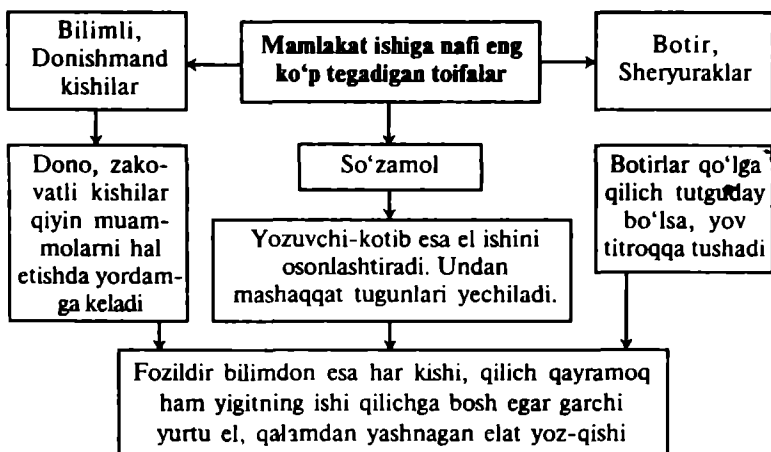 Bilimli,
Donishmand
kishilar
Mamlakat ishiga nafi eng
ko‘p tegadigan toifalar
Botir,
Sheryuraklar
Dono, zako-
vatli kishilar
qiyin muam-
molarni hal
etishda yordam-
ga keladi
So‘zamol
Yozuvchi-kotib esa el ishini
osonlashtiradi. Undan
mashaqqat tugunlari yechiladi.
Botirlar qo‘lga
qilich tutguday
bo‘lsa, yov
titroqqa tushadi
Fozildir bilimdon esa har kishi, qilich qayramoq
ham yigitning ishi qilichga bosh egar garchi
yurtu el, qalamdan yashnagan elat yoz-qishi